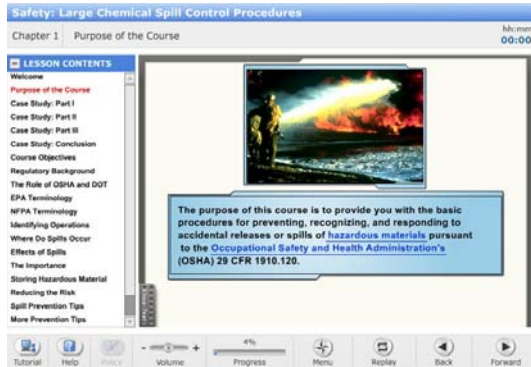 Safety: Large Chemical Spill Control Procedures
Chapter 1 Purpose of the Course
hh:mm
00:00
LESSON CONTENTS
Welcome
Purpose of the Course
Case Study: Part I
Case Study: Part II
Case Study: Part III
Case Study: Conclusion
Course Objectives
Regulatory Background
The Role of OSHA and DOT
EPA Terminology
NFPA Terminology
Identifying Operations
Where Do Spills Occur
Effects of Spills
The Importance
Storing Hazardous Material
Reducing the Risk
Spill Prevention Tips
More Prevention Tips
The purpose of this course is to provide you with the basic
procedures for preventing, recognizing, and responding to
accidental releases or spills of hazardous materials pursuant
to the Occupational Safety and Health Administration's
(OSHA) 29 CFR 1910.120.
- +
4%
Tutorial Help Policy Volume Progress Menu Replay Back Forward